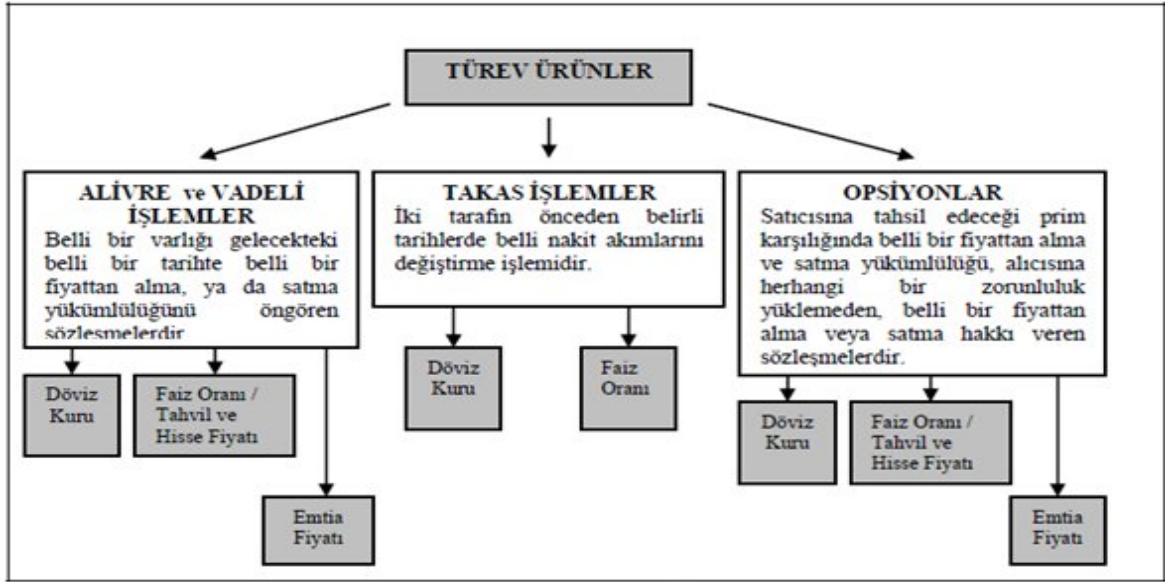 TÜREV ÜRÜNLER
ALİVRE ve VADELİ
İŞLEMLER
Belli bir varlığı gelecekteki
belli bir tarihte belli bir
fiyattan alma, ya da satma
yükümlülüğünü öngören
sözleşmelerdir
TAKAS İŞLEMLER
İki tarafın önceden belirli
tarihlerde belli nakit akımlarını
değiştirme işlemidir.
OPSİYONLAR
Satıcısına tahsil edeceği prim
karşılığında belli bir fiyattan alma
ve satma yükümlülüğü, alıcısına
herhangi bir zorunluluk
yüklemeden, belli bir fiyattan
alma veya satma hakkı veren
sözleşmelerdir.
Döviz
Kuru
Faiz Oranı /
Tahvil ve
Hisse Fiyatı
Emtia
Fiyatı
Döviz
Kuru
Faiz
Oranı
Döviz
Kuru
Faiz Oranı /
Tahvil ve
Hisse Fiyatı
Emtia
Fiyatı